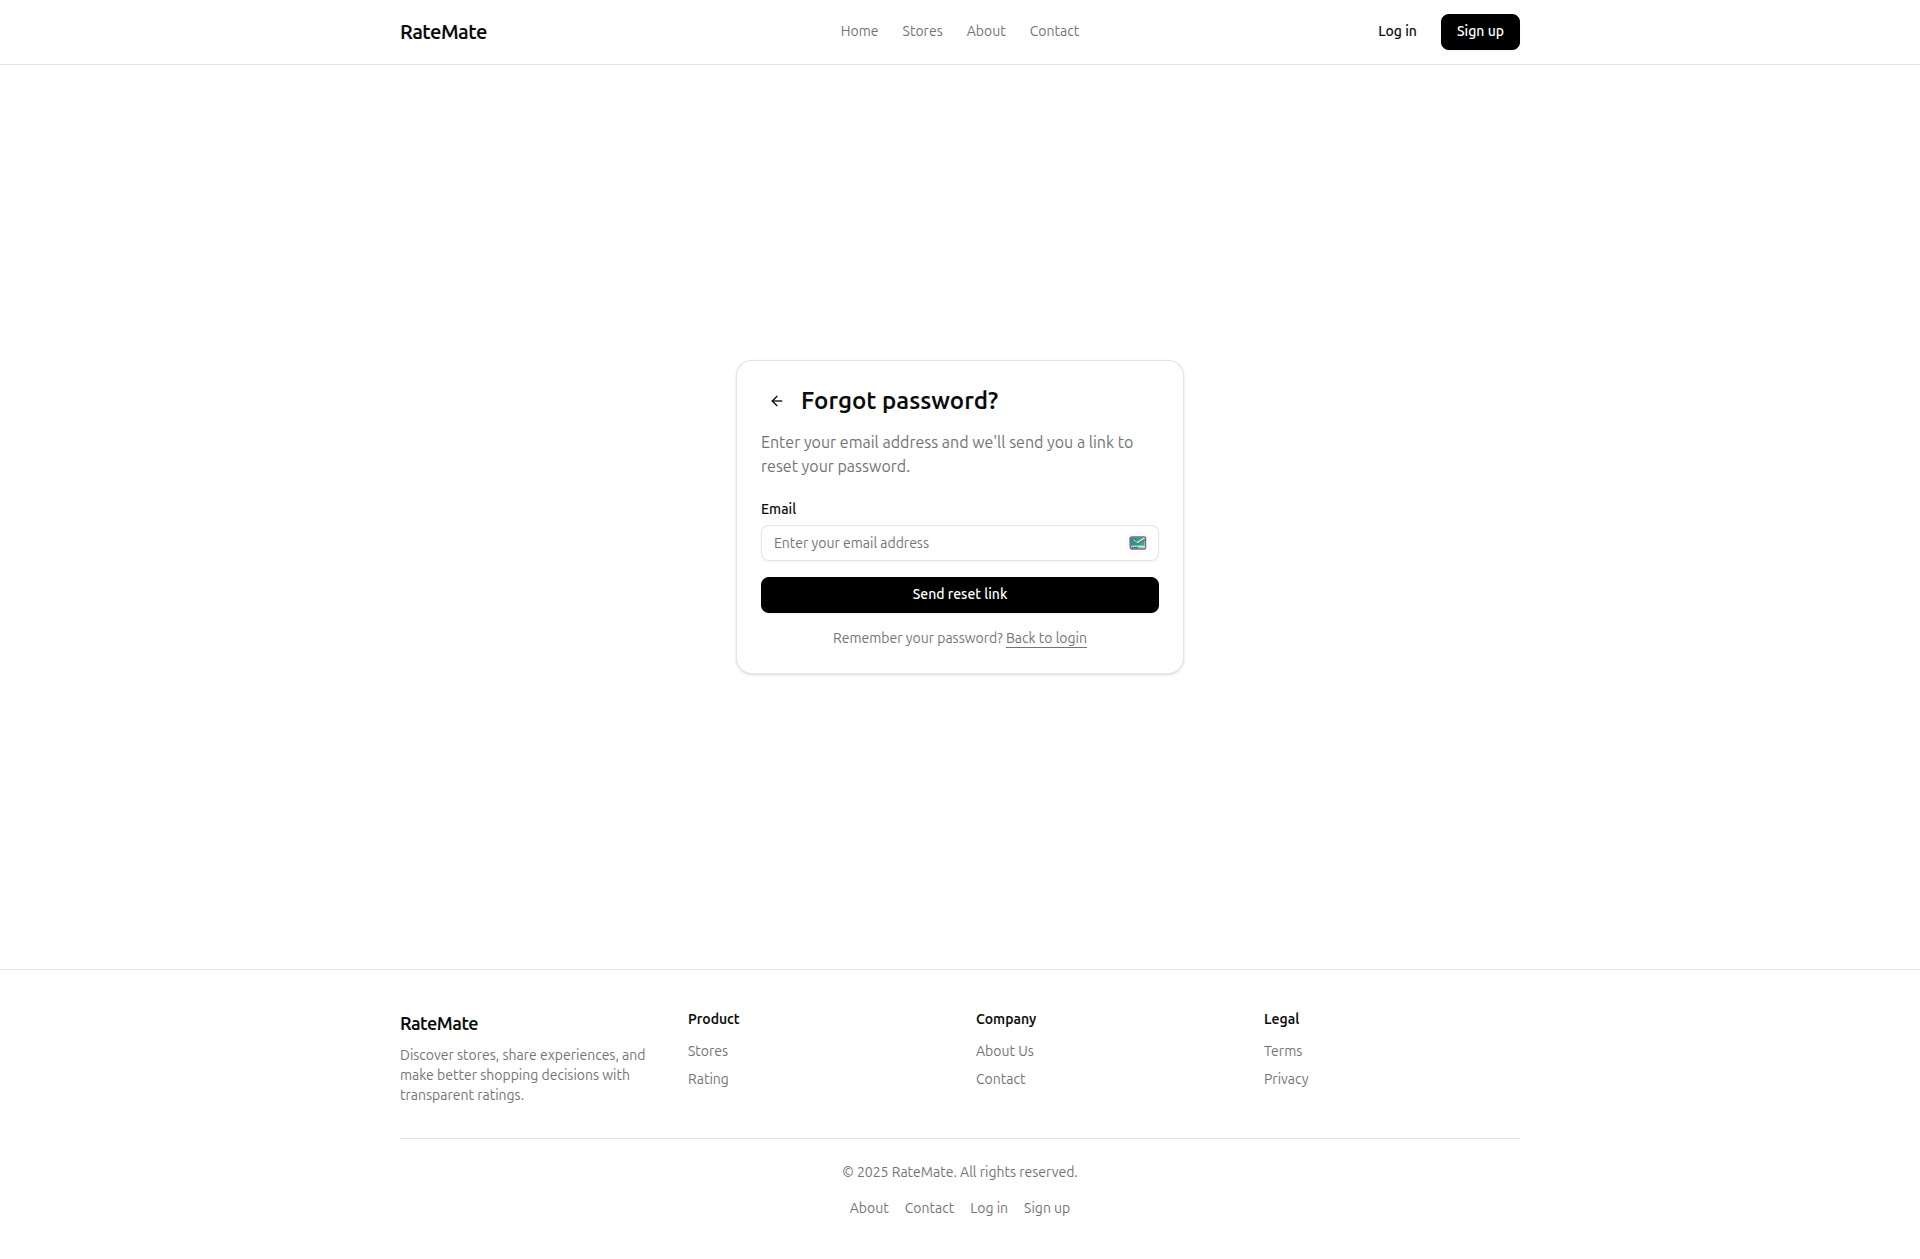 RateMate
Home Stores About Contact
Log in Sign up
Forgot password?
Enter your email address and we'll send you a link to
reset your password.
Email
Enter your email address
Send reset link
Remember your password? Back to login
RateMate
Discover stores, share experiences, and
make better shopping decisions with
transparent ratings.
Product
Stores
Rating
Company
About Us
Contact
Legal
Terms
Privacy
© 2025 RateMate. All rights reserved.
About Contact Log in Sign up